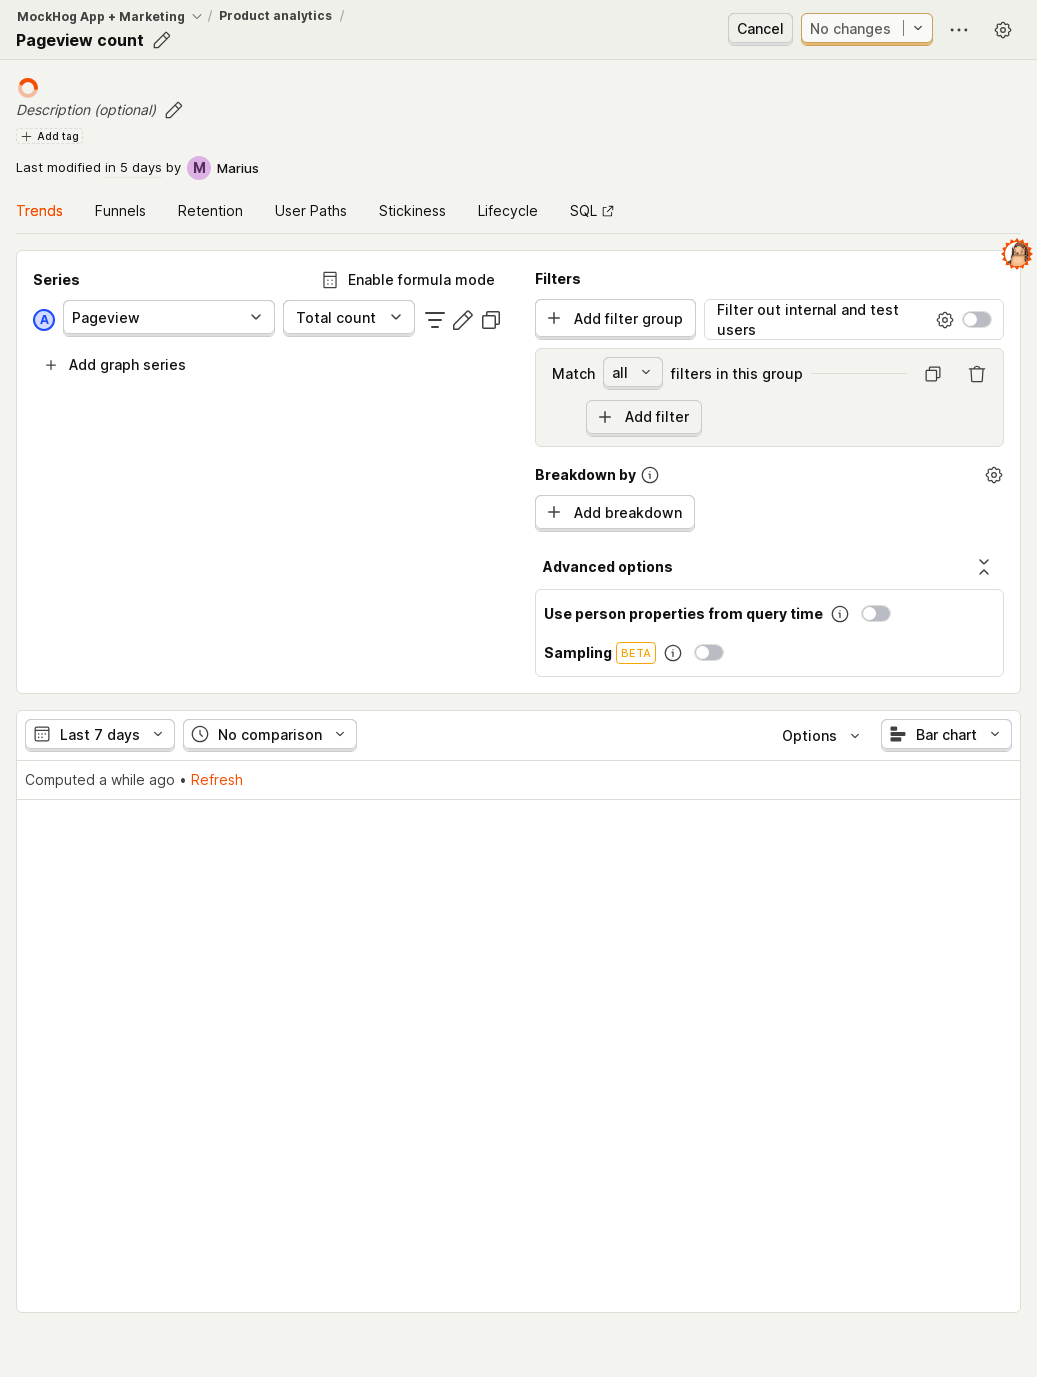 MockHog App + Marketing / Product analytics /
Pageview count
Cancel
No changes
Description (optional)
Add tag
Last modified in 5 days by M Marius
Trends Funnels Retention User Paths Stickiness Lifecycle SQL
Series
Enable formula mode
A Pageview Total count
Add graph series
Filters
Add filter group
Filter out internal and test
users
Match all filters in this group
Add filter
Breakdown by
Add breakdown
Advanced options
Use person properties from query time
Sampling BETA
Last 7 days No comparison Options Bar chart
Computed a while ago • Refresh